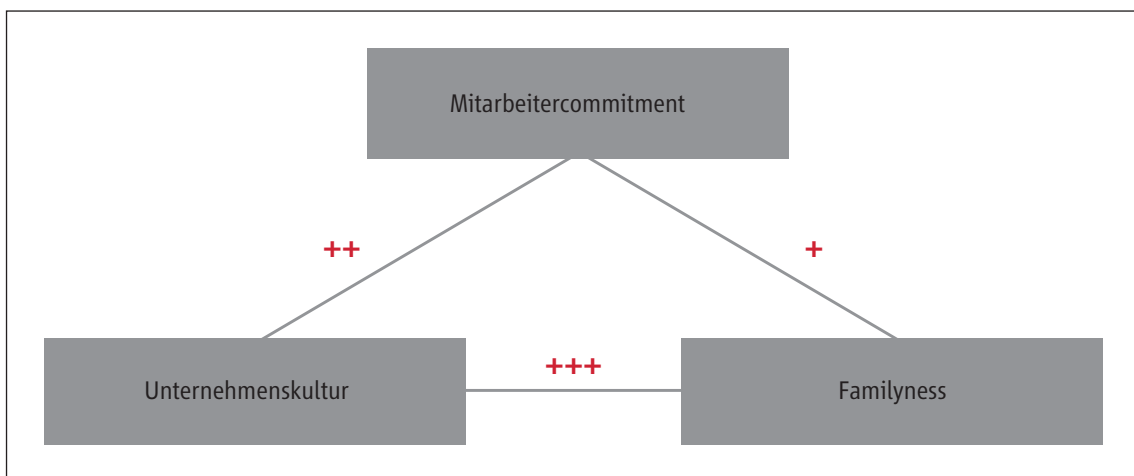 Mitarbeitercommitment
++
+
+++
Unternehmenskultur
Familyness